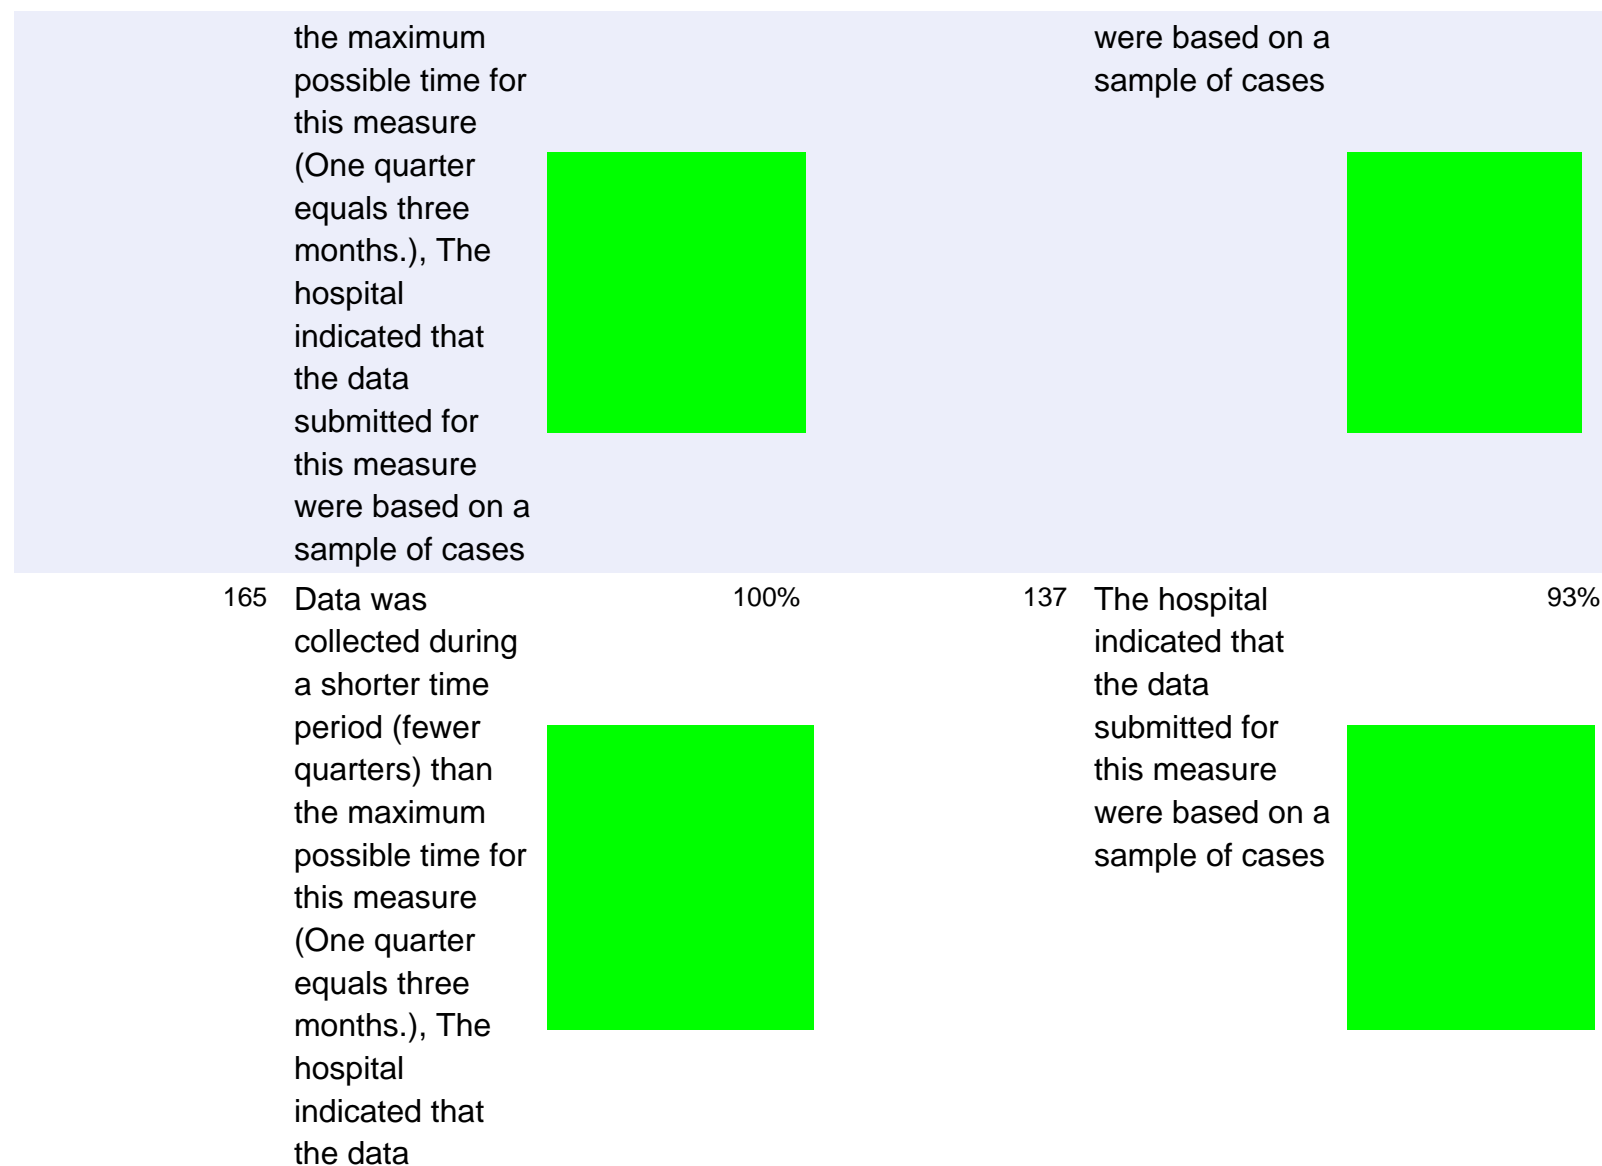 the maximum
possible time for
this measure
(One quarter
equals three
months.), The
hospital
indicated that
the data
submitted for
this measure
were based on a
sample of cases
were based on a
sample of cases
165
Data was
collected during
a shorter time
period (fewer
quarters) than
the maximum
possible time for
this measure
(One quarter
equals three
months.), The
hospital
indicated that
the data
100%
137
The hospital
indicated that
the data
submitted for
this measure
were based on a
sample of cases
93%